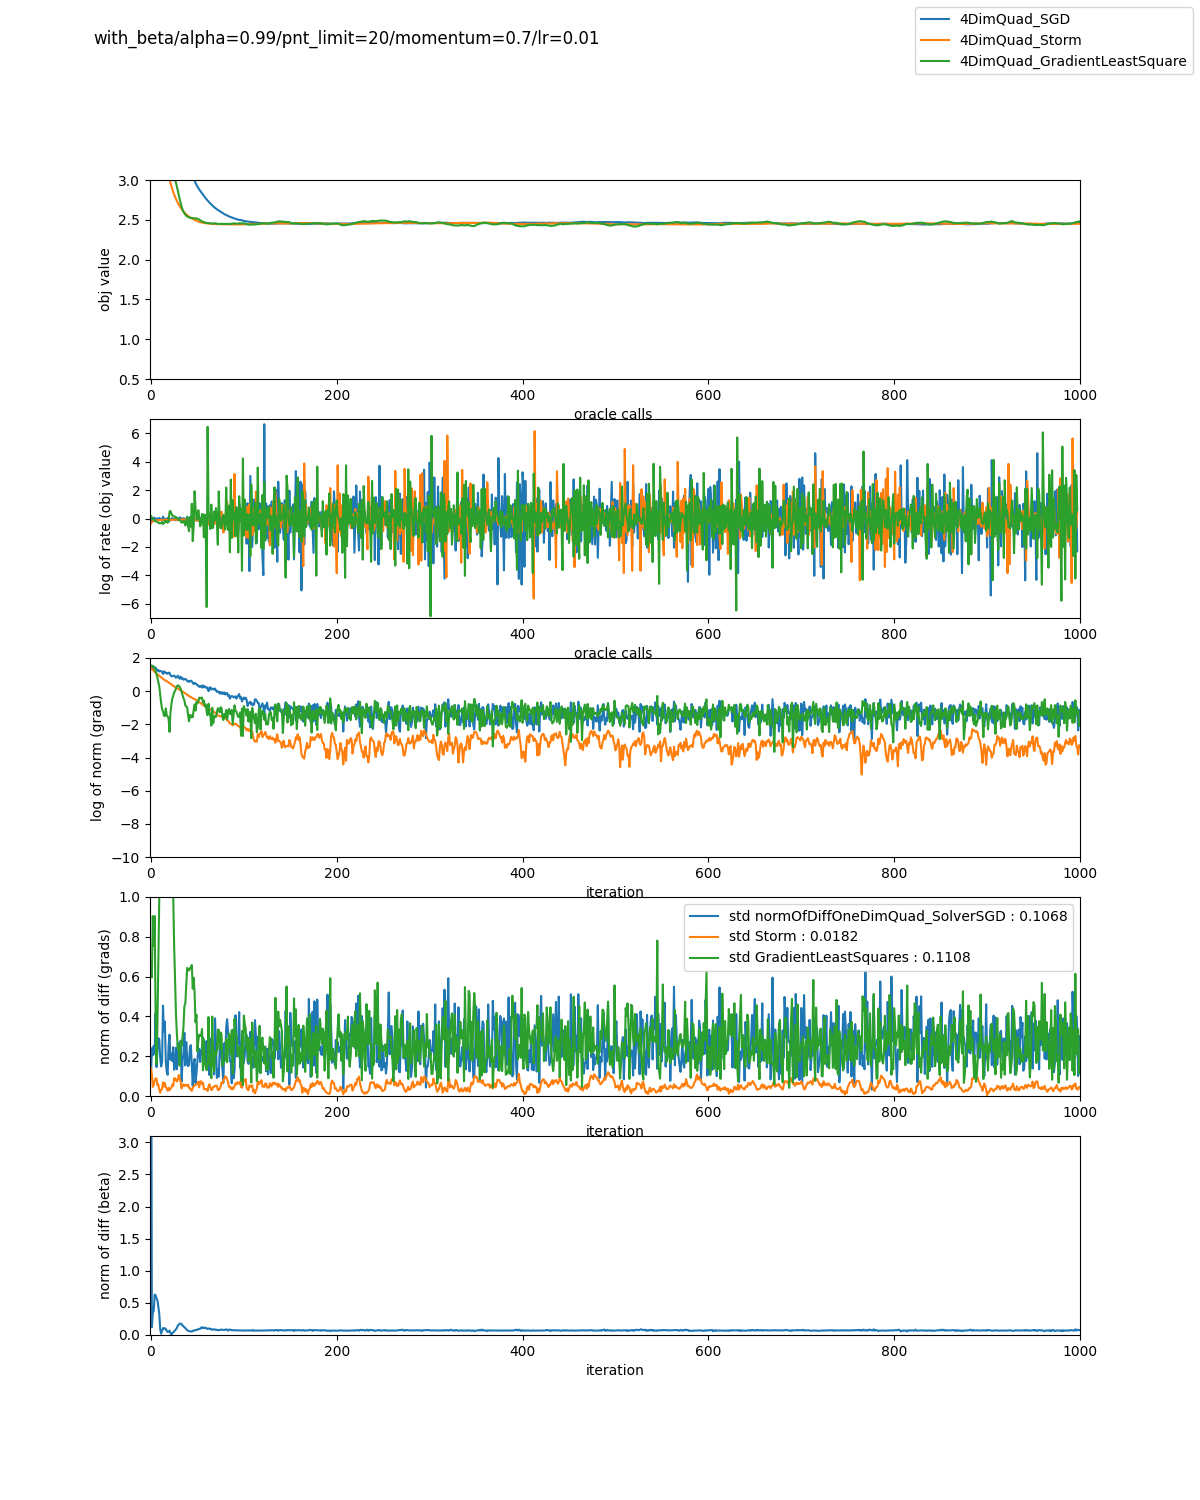 4DimQuad_SGD
with_beta/alpha=0.99/pnt_limit=20/momentum=0.7/lr=0.01
4DimQuad_Storm
4DimQuad_GradientLeastSquare
obj value
3.0
2.5
2.0
1.5
1.0
0.5
0 200 400 600 800 1000
oracle calls
log of rate (obj value)
6
4
2
0
−2
−4
−6
0 200 400 600 800 1000
oracle calls
log of norm (grad)
2
0
−2
−4
−6
−8
−10
0 200 400 600 800 1000
iteration
norm of diff (grads)
1.0
0.8
0.6
0.4
0.2
0.0
std normOfDiffOneDimQuad_SolverSGD : 0.1068
std Storm : 0.0182
std GradientLeastSquares : 0.1108
0 200 400 600 800 1000
iteration
norm of diff (beta)
3.0
2.5
2.0
1.5
1.0
0.5
0.0
0 200 400 600 800 1000
iteration